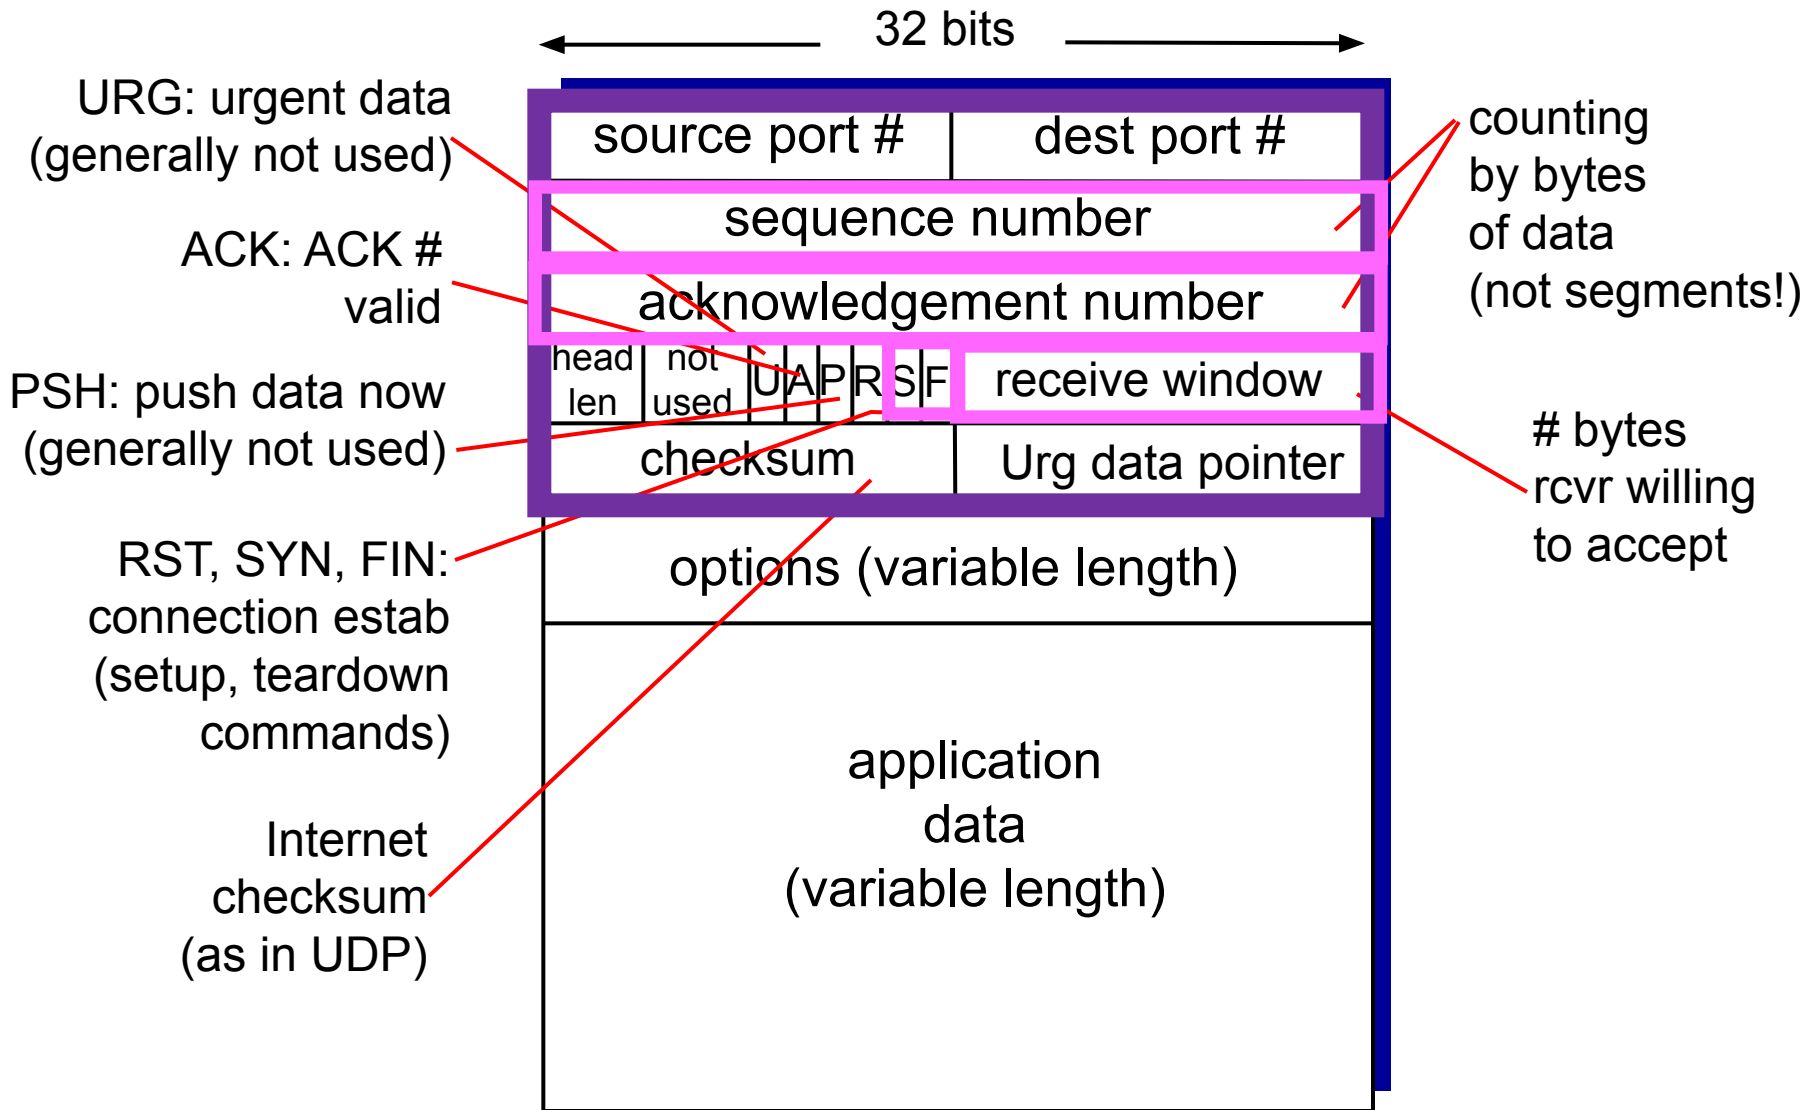 32 bits
URG: urgent data
(generally not used)
ACK: ACK #
valid
PSH: push data now
(generally not used)
RST, SYN, FIN:
connection estab
(setup, teardown
commands)
Internet
checksum
(as in UDP)
source port #
dest port #
sequence number
acknowledgement number
head
len
not
used
U
A
P
R
S
F
receive window
checksum
Urg data pointer
options (variable length)
application
data
(variable length)
counting
by bytes
of data
(not segments!)
# bytes
rcvr willing
to accept